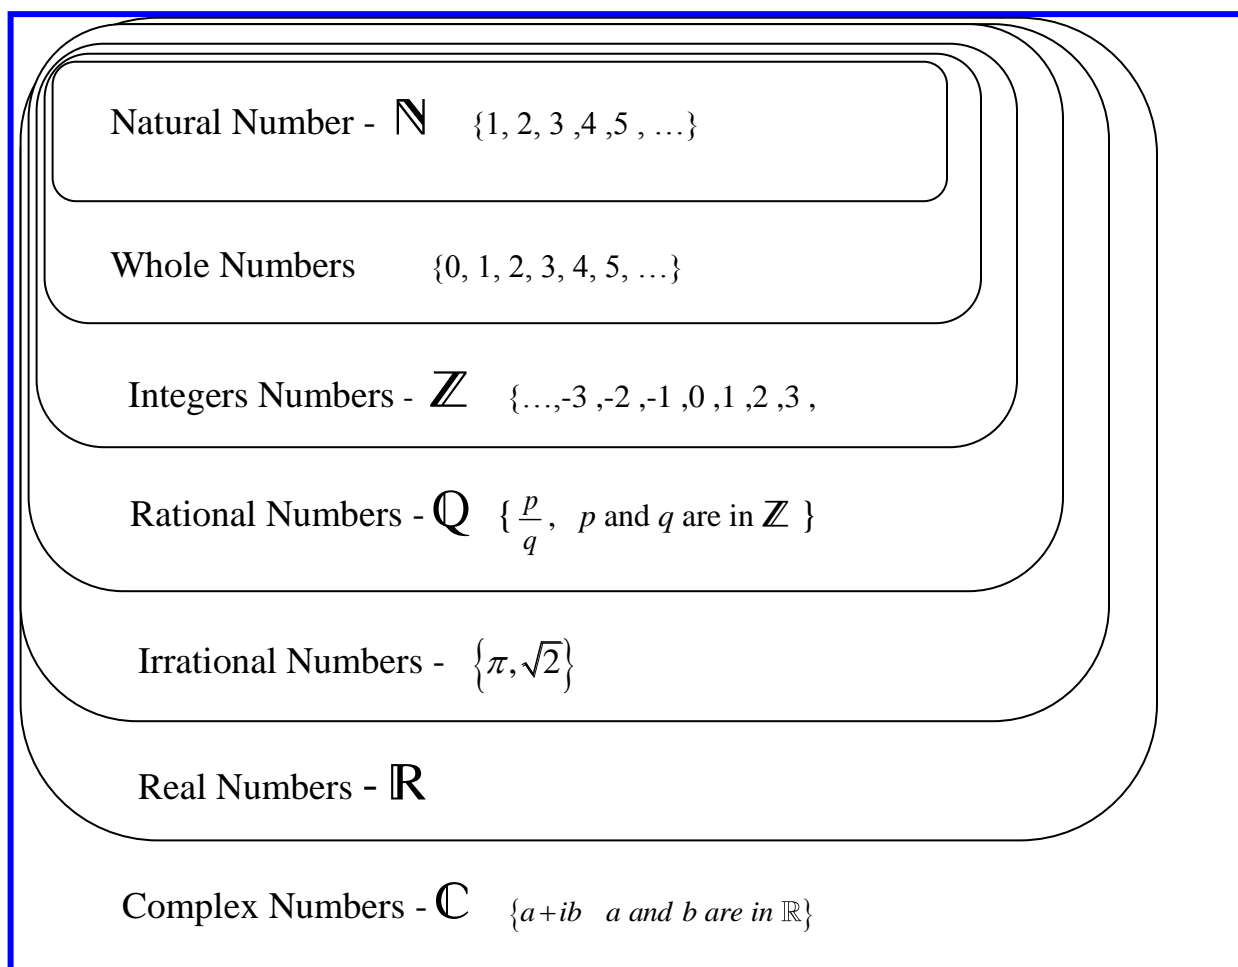 Natural Number - ℕ {1, 2, 3 ,4 ,5 , …}
Whole Numbers {0, 1, 2, 3, 4, 5, …}
Integers Numbers - ℤ {…,-3 ,-2 ,-1 ,0 ,1 ,2 ,3 ,
Rational Numbers - ℚ { p/q , p and q are in ℤ }
Irrational Numbers - {π,√2}
Real Numbers - ℝ
Complex Numbers - ℂ {a+ib a and b are in ℝ}